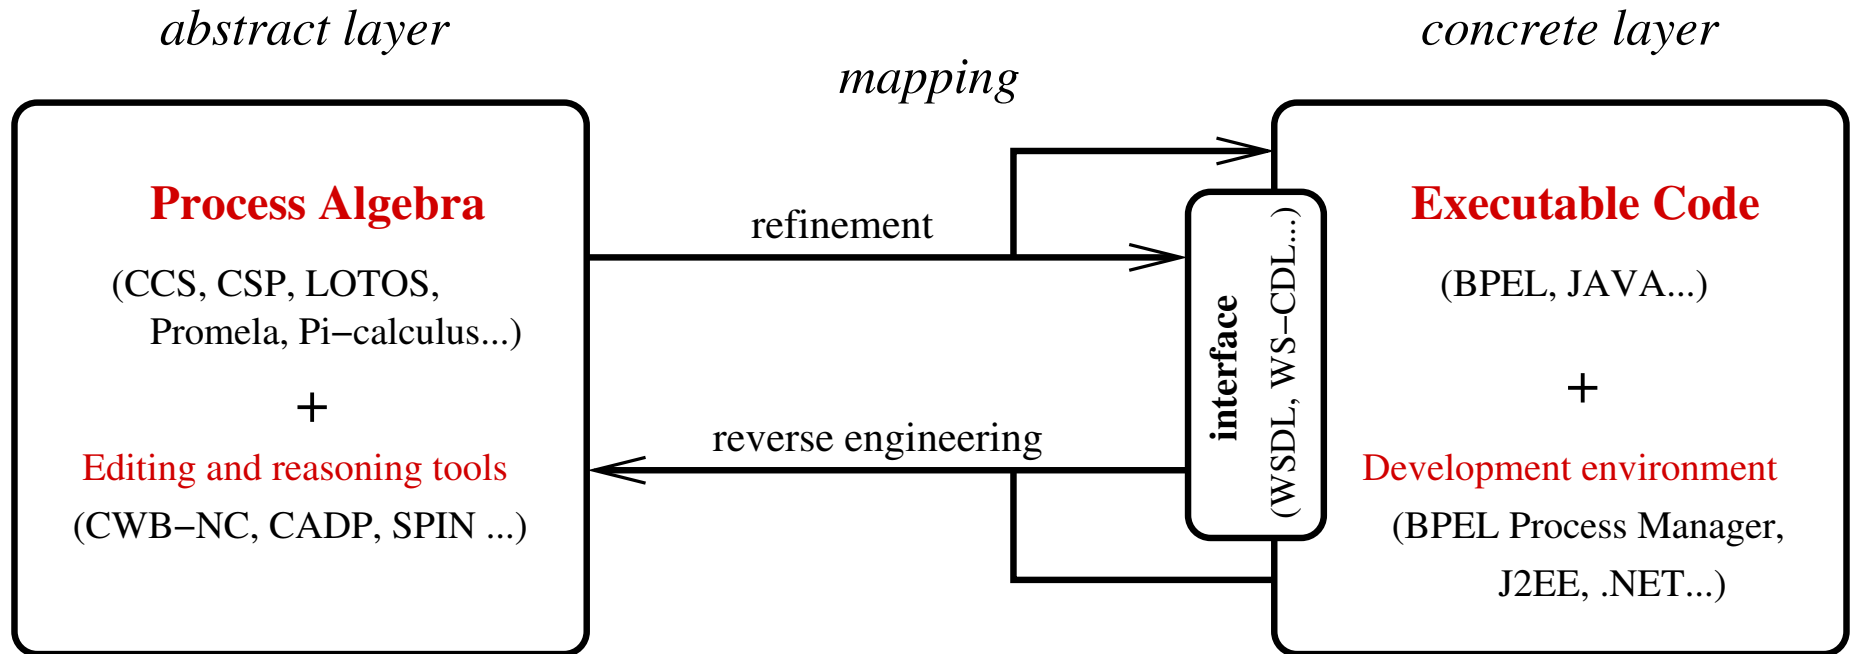 abstract layer
mapping
concrete layer
Process Algebra
(CCS, CSP, LOTOS,
Promela, Pi−calculus...)
+
Editing and reasoning tools
(CWB−NC, CADP, SPIN ...)
refinement
reverse engineering
interface
(WSDL, WS−CDL...)
Executable Code
(BPEL, JAVA...)
+
Development environment
(BPEL Process Manager,
J2EE, .NET...)